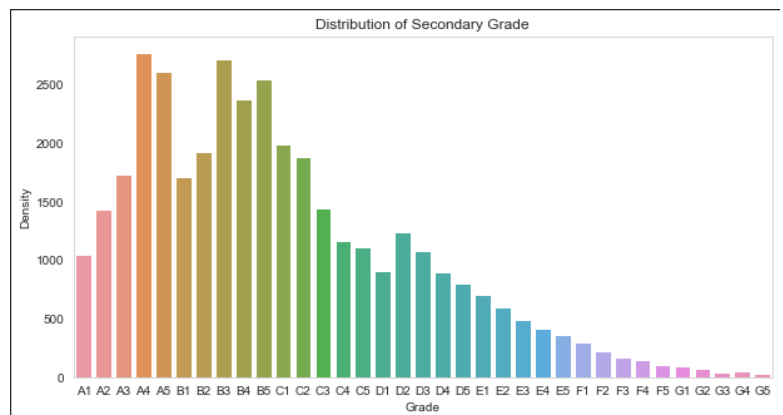 Distribution of Secondary Grade
Density
2500
2000
1500
1000
500
0
A1 A2 A3 A4 A5 B1 B2 B3 B4 B5 C1 C2 C3 C4 C5 D1 D2 D3 D4 D5 E1 E2 E3 E4 E5 F1 F2 F3 F4 F5 G1 G2 G3 G4 G5
Grade